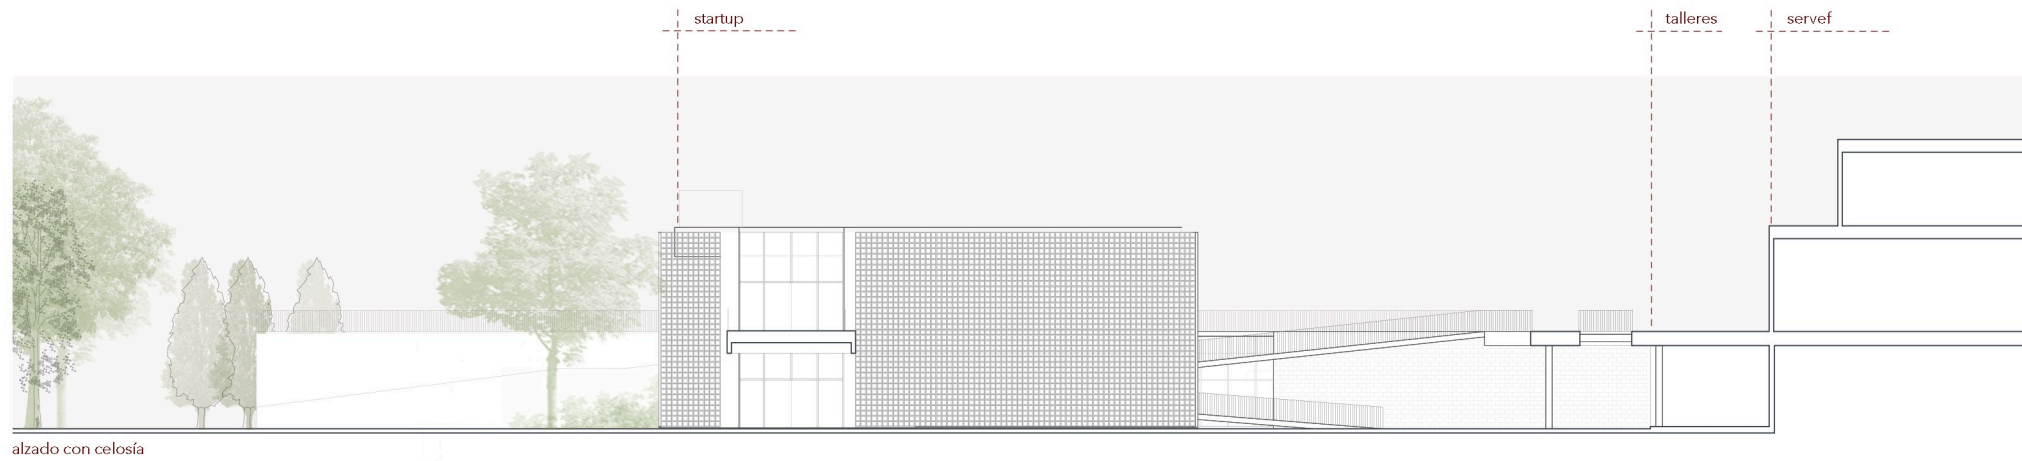 startup
talleres
servef
alzado con celosía